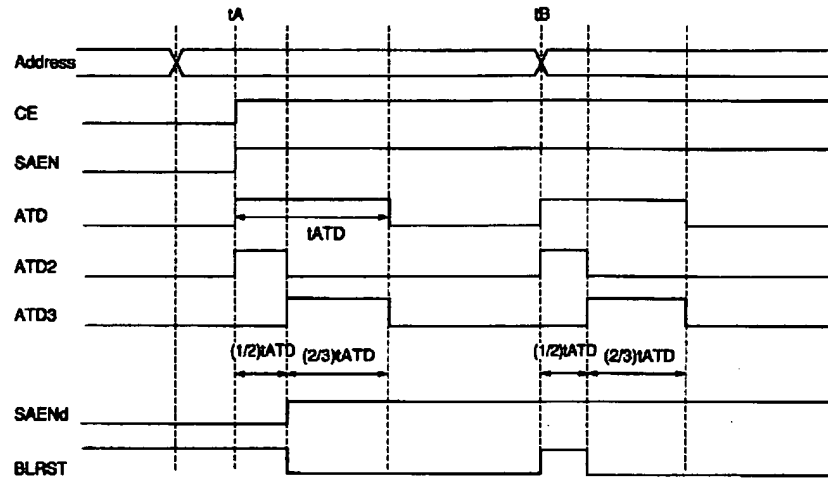 tA tB
Address
CE
SAEN
ATD
tATD
ATD2
ATD3
(1/2)tATD (2/3)tATD (1/2)tATD (2/3)tATD
SAENd
BLRST